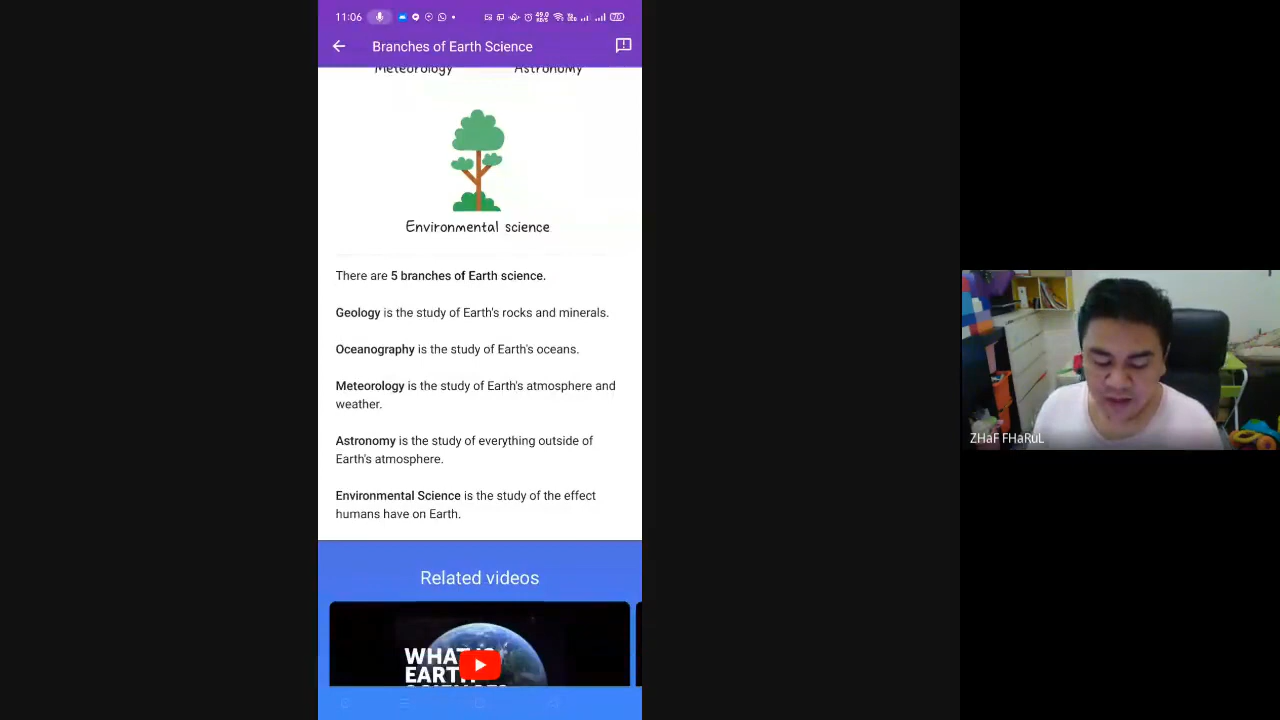 11:06
Branches of Earth Science
Meteorology Astronomy
Environmental science
There are 5 branches of Earth science.
Geology is the study of Earth's rocks and minerals.
Oceanography is the study of Earth's oceans.
Meteorology is the study of Earth's atmosphere and
weather.
Astronomy is the study of everything outside of
Earth's atmosphere.
Environmental Science is the study of the effect
humans have on Earth.
Related videos
WHAT IS
EARTH
ZHaF FHaRuL